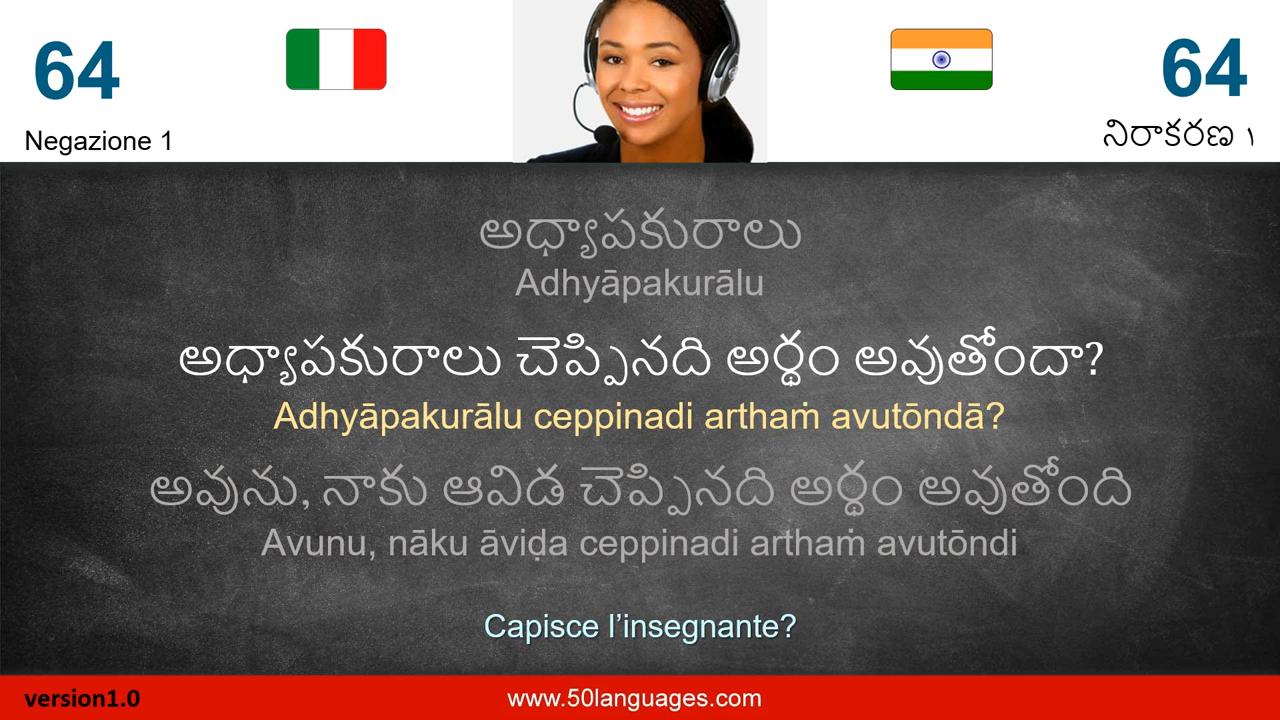 64
64
Negazione 1
నిరాకరణ ౧
అధ్యాపకురాలు
Adhyāpakurālu
అధ్యాపకురాలు చెప్పినది అర్థం అవుతోందా?
Adhyāpakurālu ceppinadi arthaṁ avutōndā?
అవును, నాకు ఆవిడ చెప్పినది అర్థం అవుతోంది
Avunu, nāku āviḍa ceppinadi arthaṁ avutōndi
Capisce l’insegnante?
version1.0
www.50languages.com